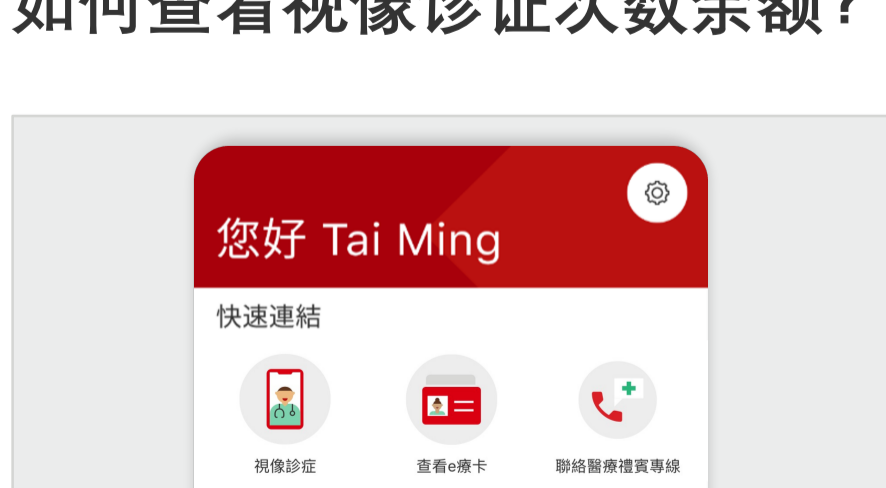 如何查看视像诊证次数余额?
您好 Tai Ming
快速連結
視像診症
查看e療卡
聯絡醫療禮賓專線